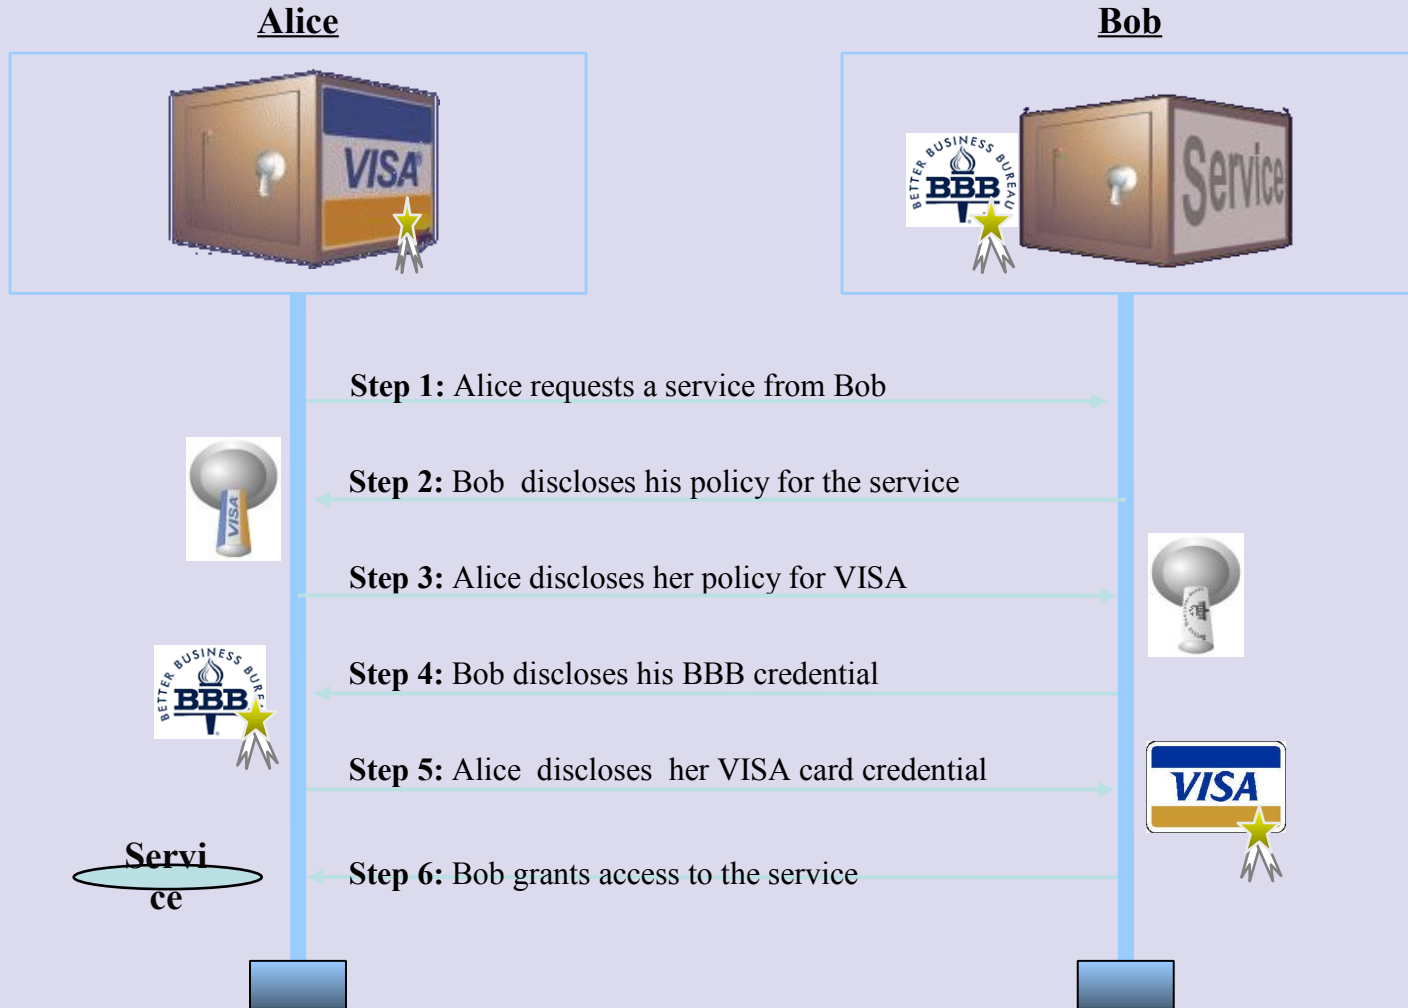 Alice
Bob
VISA
BETTER BUSINESS BUREAU
BBB
Service
Step 1: Alice requests a service from Bob
Step 2: Bob  discloses his policy for the service
VISA
Step 3: Alice discloses her policy for VISA
Step 4: Bob discloses his BBB credential
BETTER BUSINESS
BBB
Step 5: Alice  discloses  her VISA card credential
VISA
Servi
ce
Step 6: Bob grants access to the service